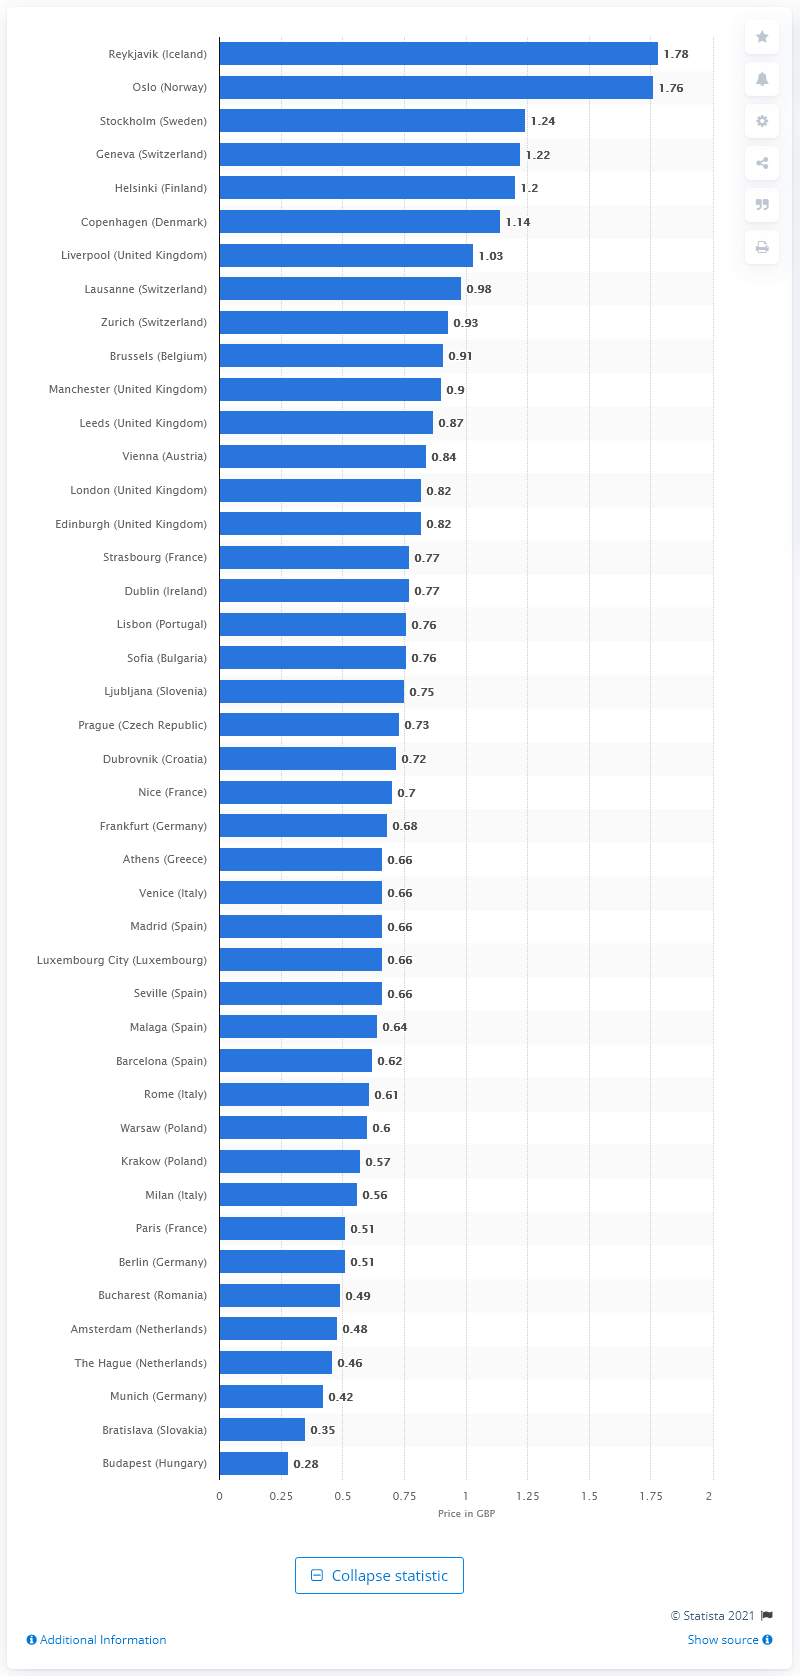 Reykjavik (Iceland) 1.78
Oslo (Norway) 1.76
Stockholm (Sweden) 1.24
Geneva (Switzerland) 1.22
Helsinki (Finland) 1.2
Copenhagen (Denmark) 1.14
Liverpool (United Kingdom) 1.03
Lausanne (Switzerland) 0.98
Zurich (Switzerland) 0.93
Brussels (Belgium) 0.91
Manchester (United Kingdom) 0.9
Leeds (United Kingdom) 0.87
Vienna (Austria) 0.84
London (United Kingdom) 0.82
Edinburgh (United Kingdom) 0.82
Strasbourg (France) 0.77
Dublin (Ireland) 0.77
Lisbon (Portugal) 0.76
Sofia (Bulgaria) 0.76
Ljubljana (Slovenia) 0.75
Prague (Czech Republic) 0.73
Dubrovnik (Croatia) 0.72
Nice (France) 0.7
Frankfurt (Germany) 0.68
Athens (Greece) 0.66
Venice (Italy) 0.66
Madrid (Spain) 0.66
Luxembourg City (Luxembourg) 0.66
Seville (Spain) 0.66
Malaga (Spain) 0.64
Barcelona (Spain) 0.62
Rome (Italy) 0.61
Warsaw (Poland) 0.6
Krakow (Poland) 0.57
Milan (Italy) 0.56
Paris (France) 0.51
Berlin (Germany) 0.51
Bucharest (Romania) 0.49
Amsterdam (Netherlands) 0.48
The Hague (Netherlands) 0.46
Munich (Germany) 0.42
Bratislava (Slovakia) 0.35
Budapest (Hungary) 0.28
0 0.25 0.5 0.75 1 1.25 1.5 1.75 2
Price in GBP
Collapse statistic
© Statista 2021
Additional Information Show source